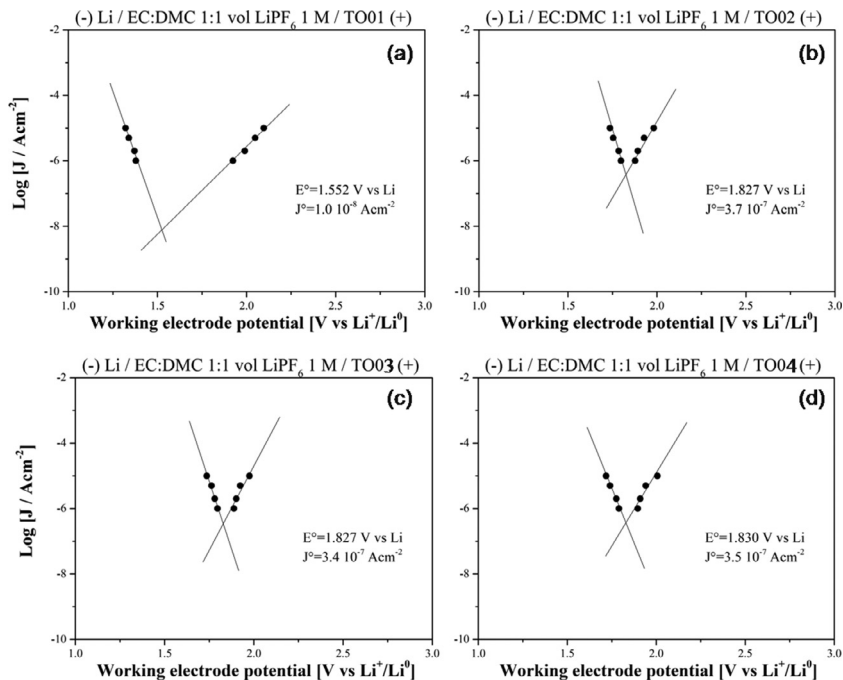 (-) Li / EC:DMC 1:1 vol LiPF6 1 M / TO01 (+)
(a)
-2
-4
-6
-8
-10
Log [J / Acm-2]
E°=1.552 V vs Li
J°=1.0 10-8 Acm-2
1.0 1.5 2.0 2.5 3.0
Working electrode potential [V vs Li+/Li0]
(-) Li / EC:DMC 1:1 vol LiPF6 1 M / TO02 (+)
(b)
-2
-4
-6
-8
-10
E°=1.827 V vs Li
J°=3.7 10-7 Acm-2
1.0 1.5 2.0 2.5 3.0
Working electrode potential [V vs Li+/Li0]
(-) Li / EC:DMC 1:1 vol LiPF6 1 M / TO03 (+)
(c)
-2
-4
-6
-8
-10
Log [J / Acm-2]
E°=1.827 V vs Li
J°=3.4 10-7 Acm-2
1.0 1.5 2.0 2.5 3.0
Working electrode potential [V vs Li+/Li0]
(-) Li / EC:DMC 1:1 vol LiPF6 1 M / TO04 (+)
(d)
-2
-4
-6
-8
-10
E°=1.830 V vs Li
J°=3.5 10-7 Acm-2
1.0 1.5 2.0 2.5 3.0
Working electrode potential [V vs Li+/Li0]